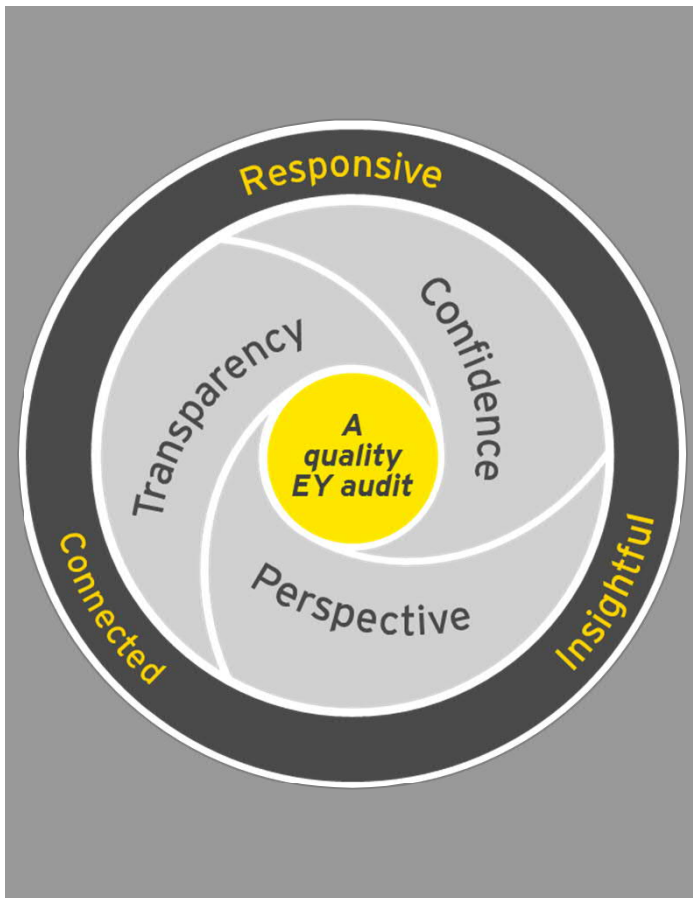 Responsive
Confidence
Transparency
A
quality
EY audit
Perspective
Connected
Insightful